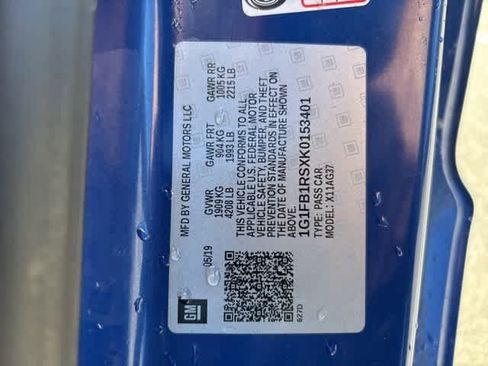 MFD BY GENERAL MOTORS LLC
GVWR GAWR FRT GAWR RR
1909 KG 904 KG 1005 KG
4208 LB 1993 LB 2215 LB
THIS VEHICLE CONFORMS TO ALL
APPLICABLE U.S. FEDERAL MOTOR
VEHICLE SAFETY, BUMPER, AND THEFT
PREVENTION STANDARDS IN EFFECT ON
THE DATE OF MANUFACTURE SHOWN
ABOVE.
1G1FB1RSXK0153401
TYPE: PASS CAR
MODEL: X11AG37
05/19
GM
627D